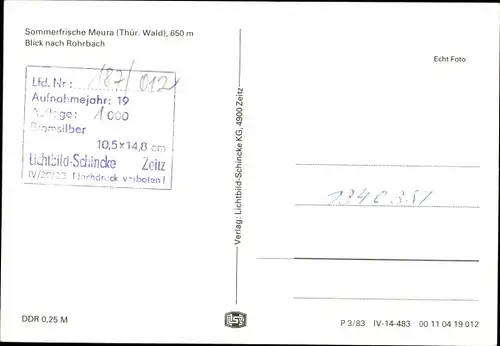 Sommerfrische Meura (Thür. Wald), 650 m
Blick nach Rohrbach
Echt Foto
Lfd. Nr: 187/012
Aufnahmejahr: 19
Auflage: 1000
Bromsilber
10,5×14,8 cm
Lichtbild-Schincke Zeitz
IV/29/23 Nachdruck verboten!
Verlag: Lichtbild-Schincke KG, 4900 Zeitz
DDR 0,25 M
P 3/83 IV-14-483 00 11 04 19 012